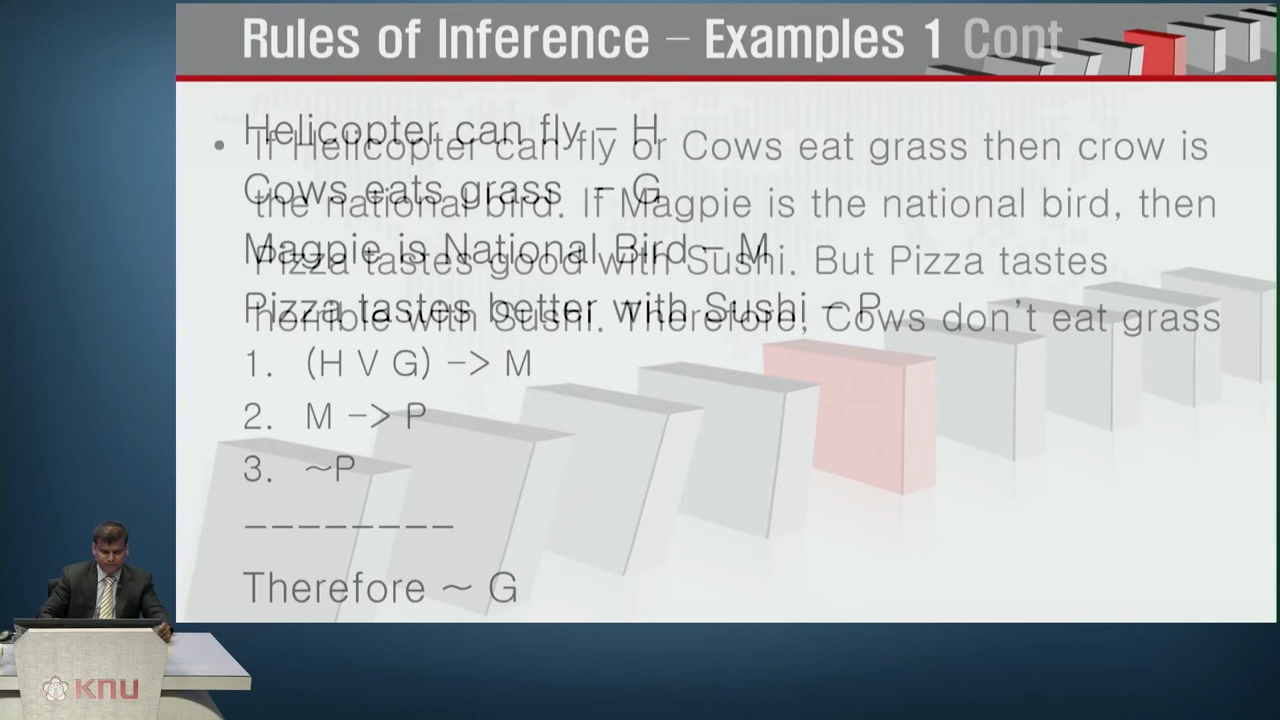 Rules of Inference – Examples 1 Cont
Helicopter can fly – H
Cows eats grass – G
Magpie is National Bird – M
Pizza tastes better with Sushi – P
• If Helicopter can fly or Cows eat grass then crow is
the national bird. If Magpie is the national bird, then
Pizza tastes good with Sushi. But Pizza tastes
horrible with Sushi. Therefore, Cows don't eat grass
1. (H V G) –> M
2. M –> P
3. ~P
––––––––
Therefore ~ G
KNU